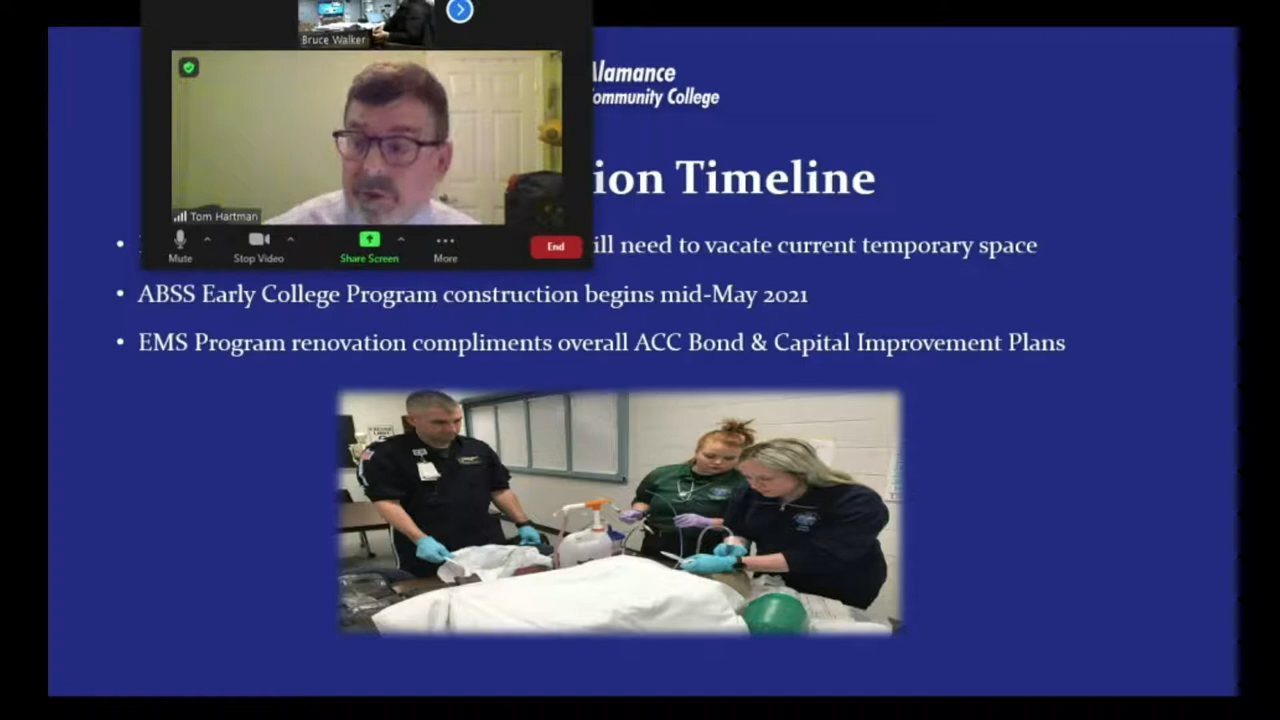 Bruce Walker
Alamance
Community College
ion Timeline
Tom Hartman
ill need to vacate current temporary space
Mute
Stop Video
Share Screen
More
End
• ABSS Early College Program construction begins mid-May 2021
• EMS Program renovation compliments overall ACC Bond & Capital Improvement Plans